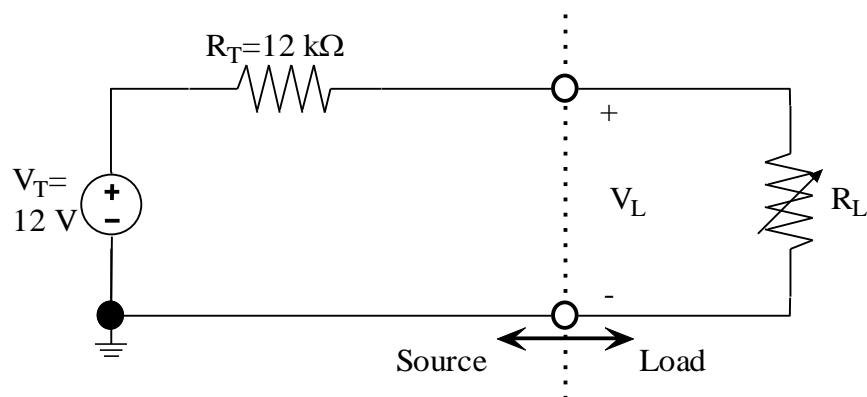 R_T=12 kΩ
+
V_T=
12 V
+
-
V_L
R_L
-
Source
Load